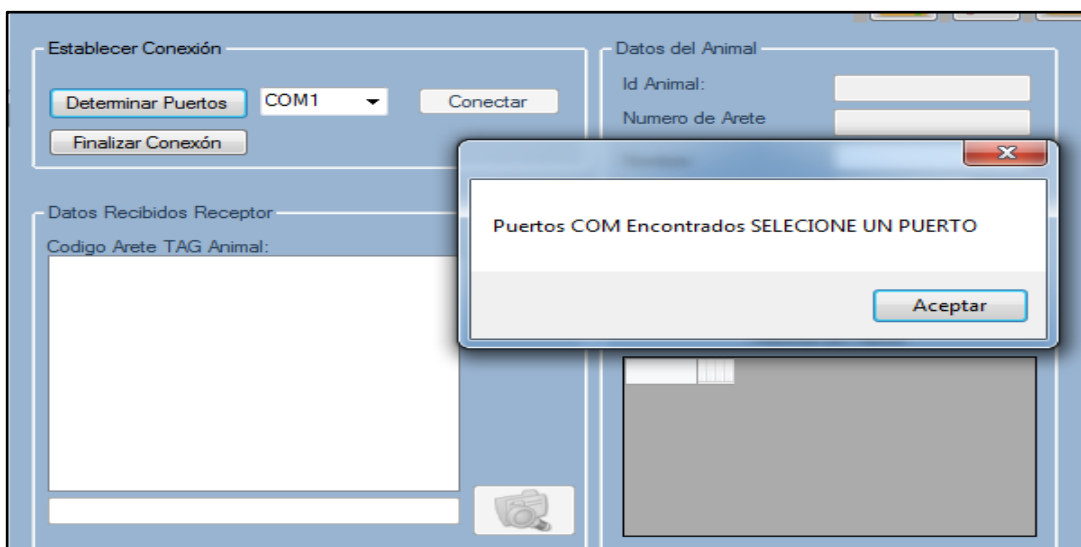 Establecer Conexión
Determinar Puertos
COM1
Conectar
Finalizar Conexón
Datos del Animal
Id Animal:
Numero de Arete
Puertos COM Encontrados SELECIONE UN PUERTO
Aceptar
Datos Recibidos Receptor
Codigo Arete TAG Animal: